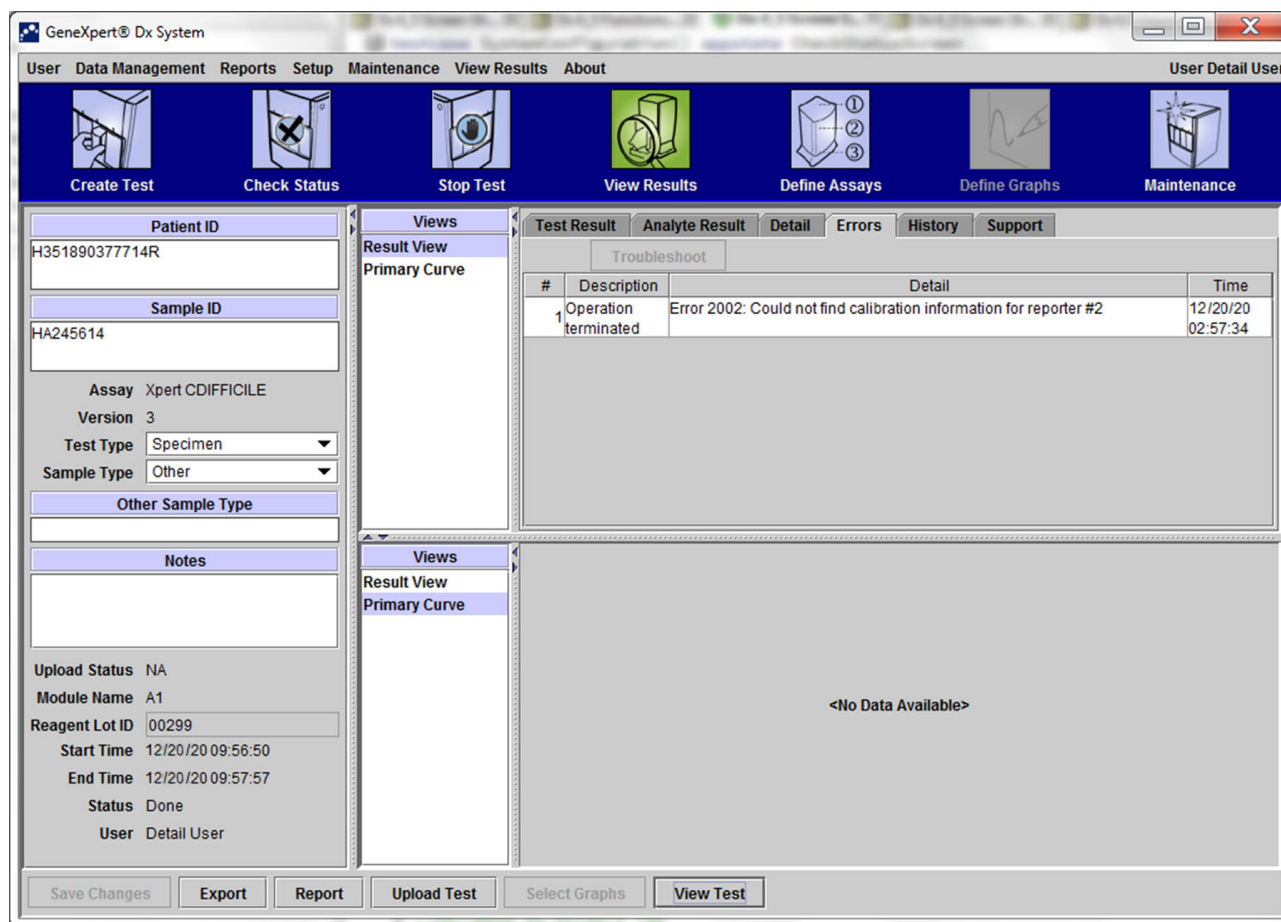 GeneXpert® Dx System
User Data Management Reports Setup Maintenance View Results About User Detail User
Create Test Check Status Stop Test View Results Define Assays Define Graphs Maintenance
①
②
③
Patient ID
H351890377714R
Sample ID
HA245614
Assay Xpert CDIFFICILE
Version 3
Test Type Specimen
Sample Type Other
Other Sample Type
Notes
Upload Status NA
Module Name A1
Reagent Lot ID 00299
Start Time 12/20/20 09:56:50
End Time 12/20/20 09:57:57
Status Done
User Detail User
Views
Result View
Primary Curve
Test Result Analyte Result Detail Errors History Support
Troubleshoot
# Description Detail Time
1 Operation terminated Error 2002: Could not find calibration information for reporter #2 12/20/20 02:57:34
Views
Result View
Primary Curve
<No Data Available>
Save Changes Export Report Upload Test Select Graphs View Test